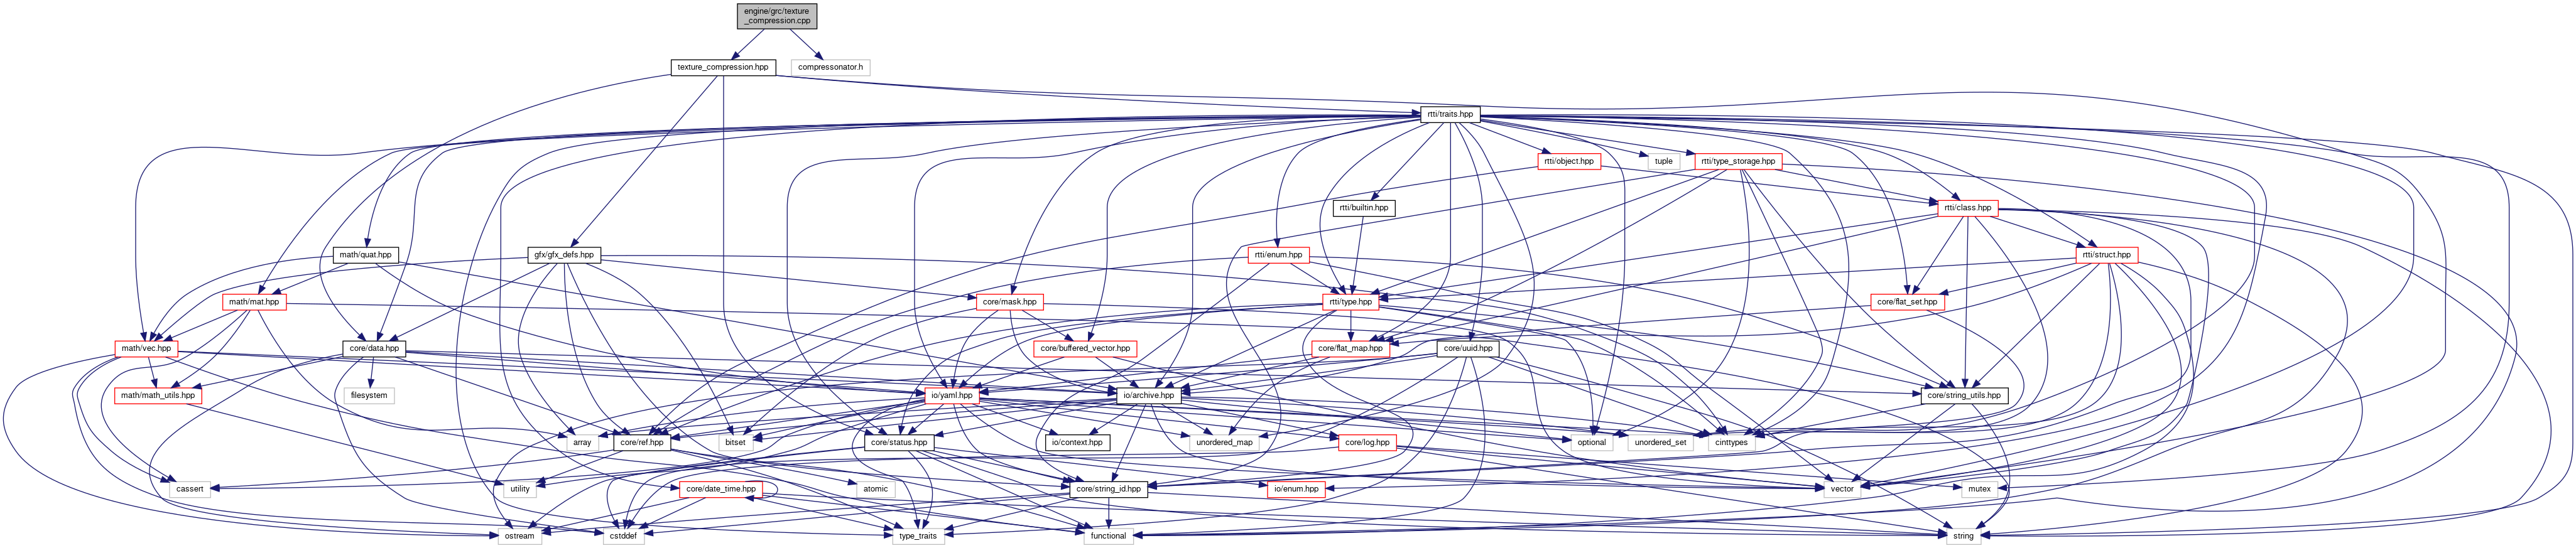 engine/grc/texture
_compression.cpp
texture_compression.hpp
compressonator.h
rtti/traits.hpp
rtti/object.hpp
tuple
rtti/type_storage.hpp
rtti/builtin.hpp
rtti/class.hpp
math/quat.hpp
gfx/gfx_defs.hpp
rtti/enum.hpp
rtti/struct.hpp
math/mat.hpp
core/mask.hpp
rtti/type.hpp
core/flat_set.hpp
math/vec.hpp
core/data.hpp
core/buffered_vector.hpp
core/flat_map.hpp
core/uuid.hpp
math/math_utils.hpp
filesystem
io/yaml.hpp
io/archive.hpp
core/string_utils.hpp
array
core/ref.hpp
bitset
core/status.hpp
io/context.hpp
unordered_map
core/log.hpp
optional
unordered_set
cinttypes
cassert
utility
core/date_time.hpp
atomic
core/string_id.hpp
io/enum.hpp
vector
mutex
ostream
cstddef
type_traits
functional
string